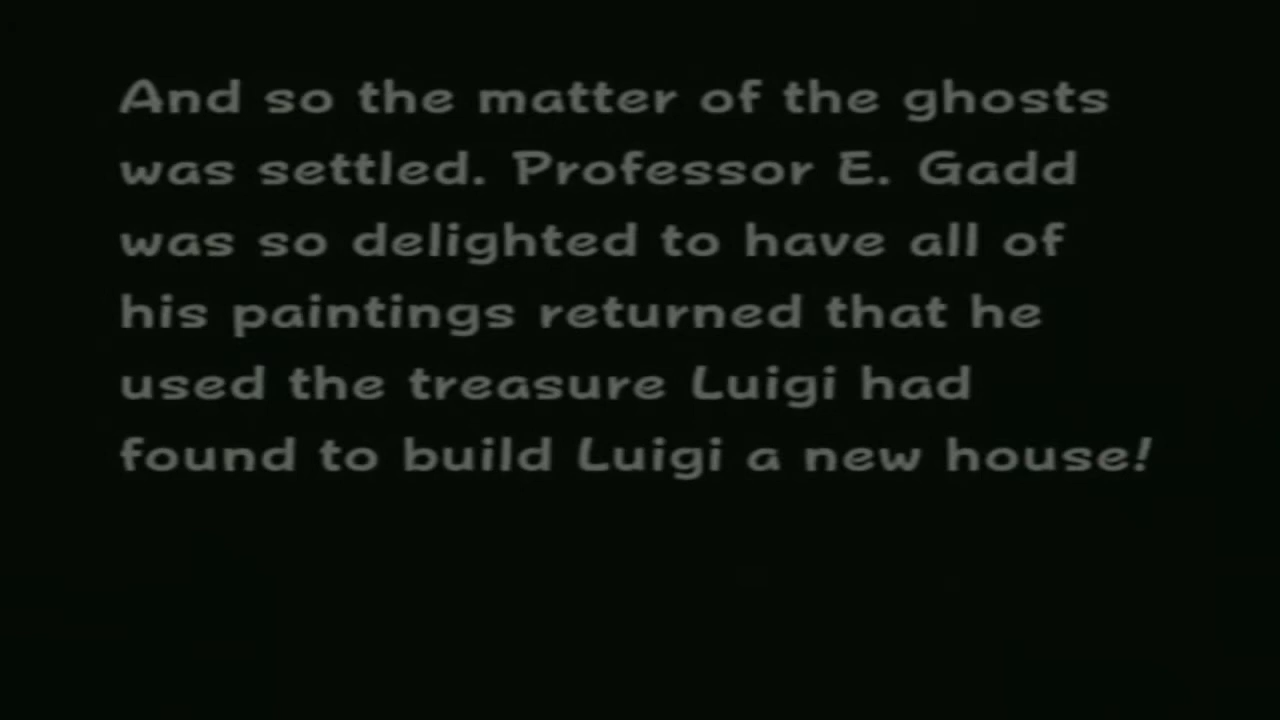 And so the matter of the ghosts
was settled. Professor E. Gadd
was so delighted to have all of
his paintings returned that he
used the treasure Luigi had
found to build Luigi a new house!